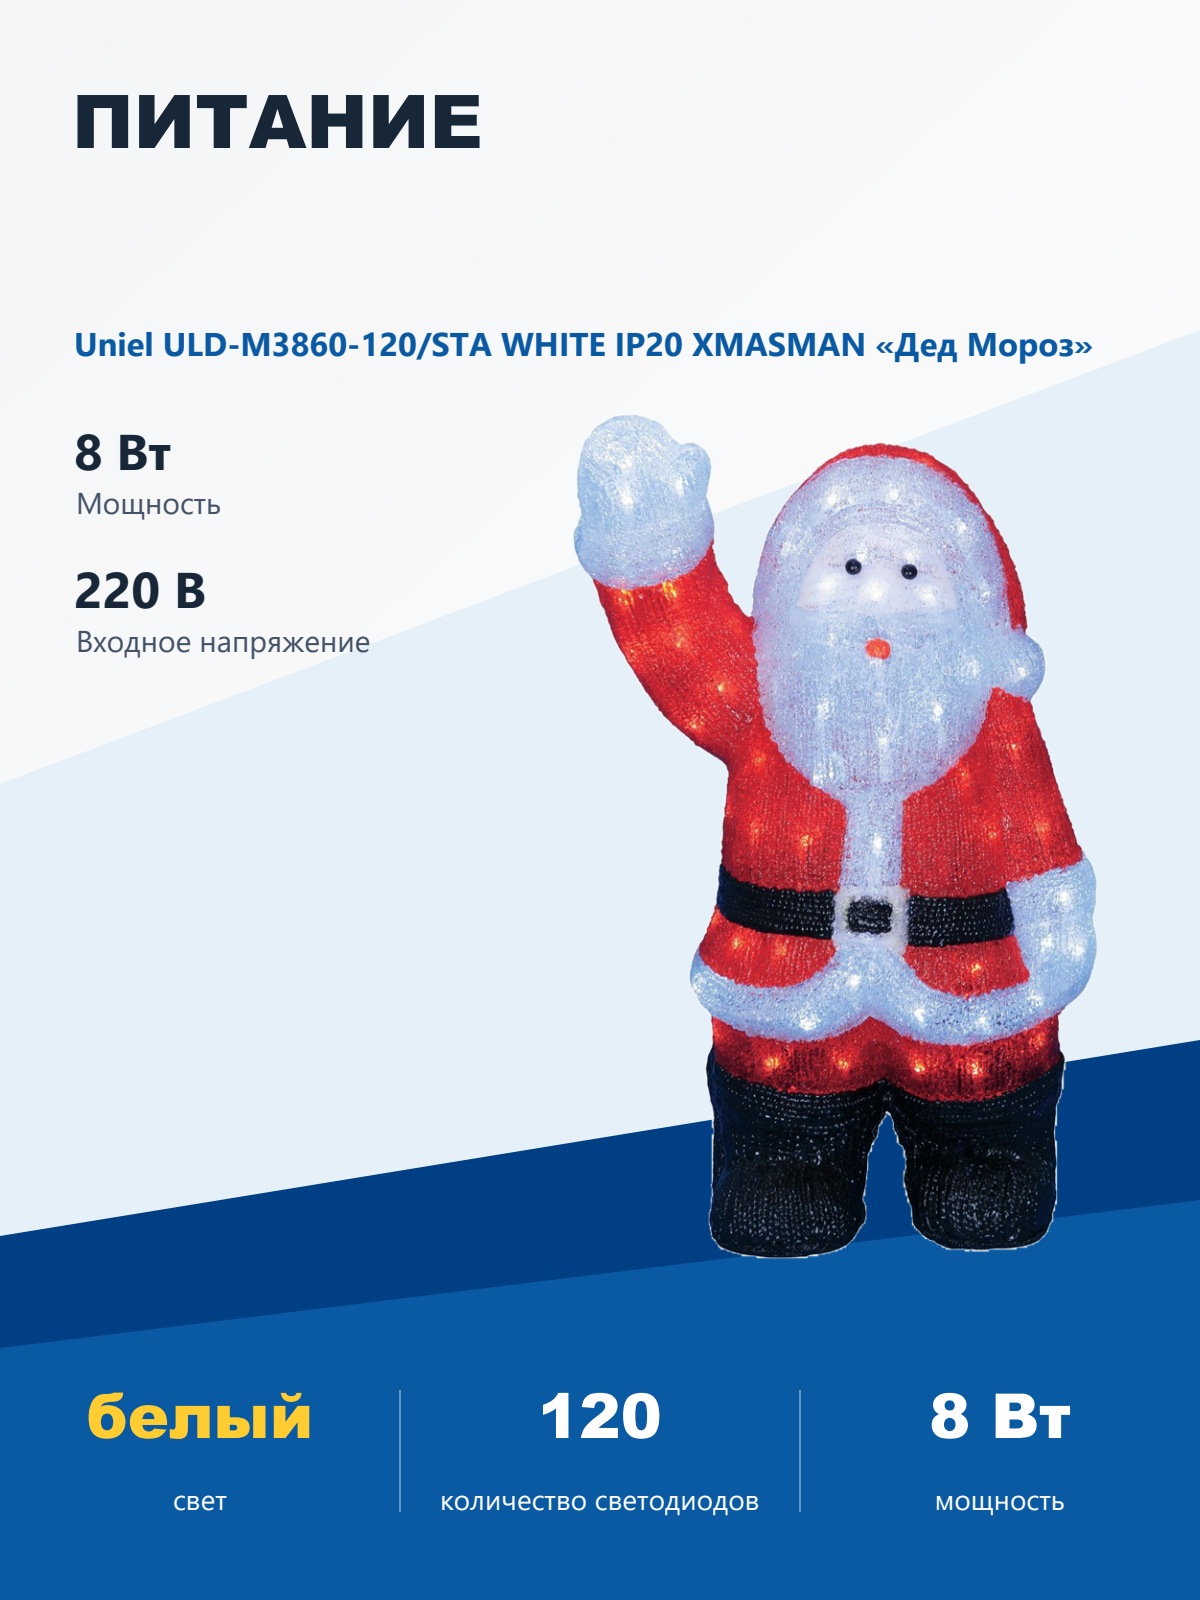 ПИТАНИЕ
Uniel ULD-M3860-120/STA WHITE IP20 XMASMAN «Дед Мороз»
8 Вт
Мощность
220 В
Входное напряжение
белый
свет
120
количество светодиодов
8 Вт
мощность